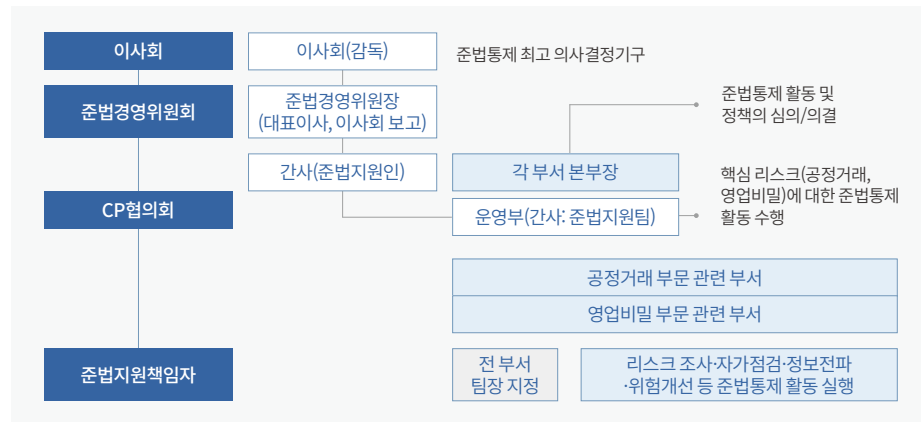 이사회
이사회(감독)
준법통제 최고 의사결정기구
준법경영위원회
준법경영위원장
(대표이사, 이사회 보고)
준법통제 활동 및
정책의 심의/의결
간사(준법지원인)
각 부서 본부장
핵심 리스크(공정거래,
영업비밀)에 대한 준법통제
활동 수행
CP협의회
운영부(간사: 준법지원팀)
공정거래 부문 관련 부서
영업비밀 부문 관련 부서
준법지원책임자
전 부서
팀장 지정
리스크 조사·자가점검·정보전파
·위험개선 등 준법통제 활동 실행